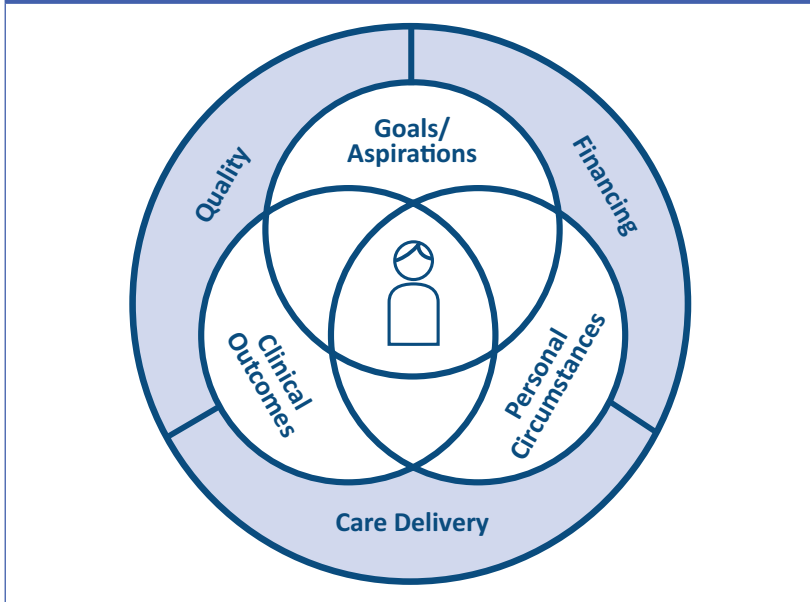 Goals/
Aspirations
Quality
Financing
Clinical
Outcomes
Personal
Circumstances
Care Delivery